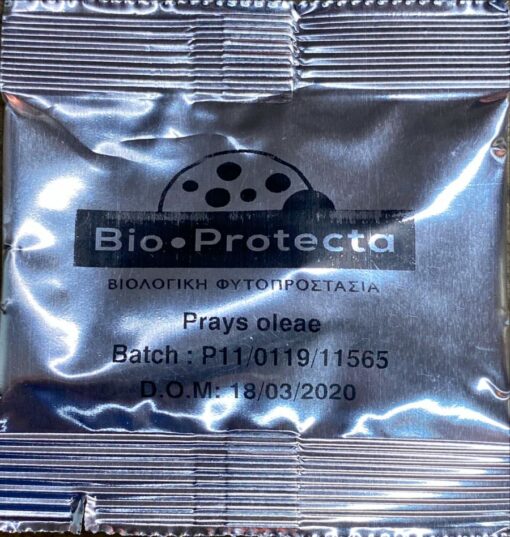 Bio•Protecta
ΒΙΟΛΟΓΙΚΗ ΦΥΤΟΠΡΟΣΤΑΣΙΑ
Prays oleae
Batch : P11/0119/11565
D.O.M: 18/03/2020